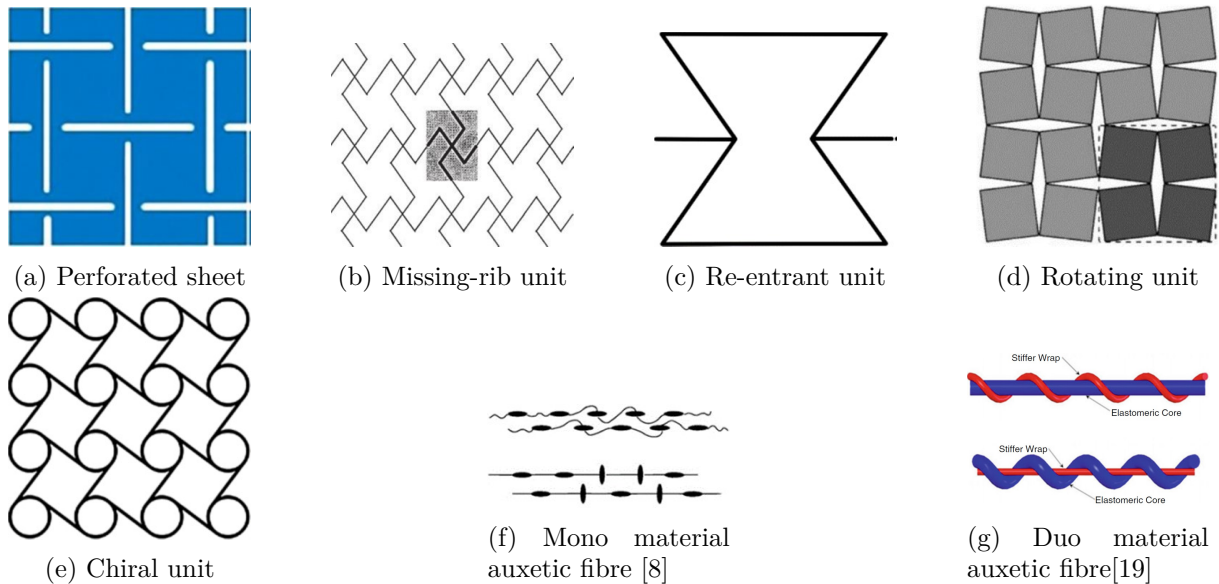 (a) Perforated sheet
(b) Missing-rib unit
(c) Re-entrant unit
(d) Rotating unit
(e) Chiral unit
(f) Mono material
auxetic fibre [8]
Stiffer Wrap
Elastomeric Core
Stiffer Wrap
Elastomeric Core
(g) Duo material
auxetic fibre[19]